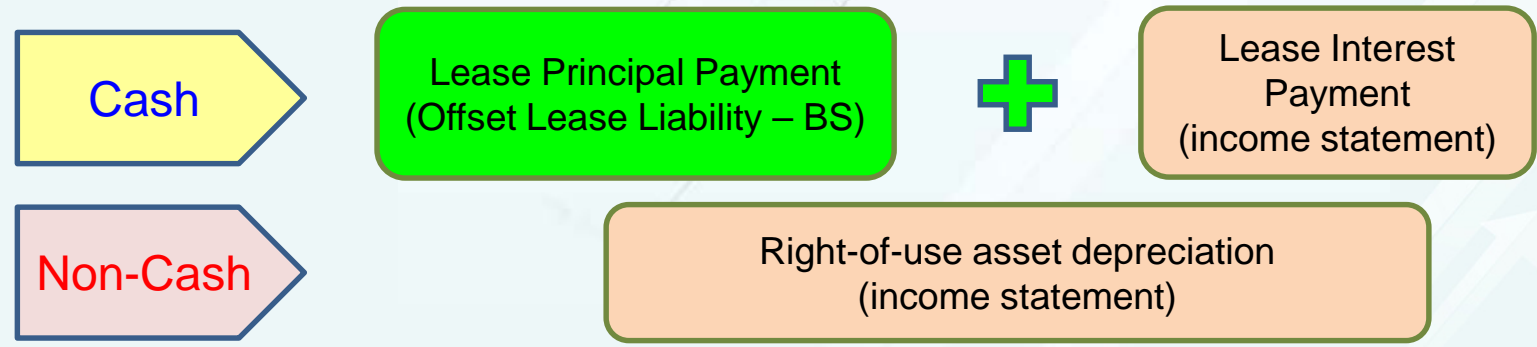 Cash
Lease Principal Payment
(Offset Lease Liability – BS)
Lease Interest
Payment
(income statement)
Non-Cash
Right-of-use asset depreciation
(income statement)